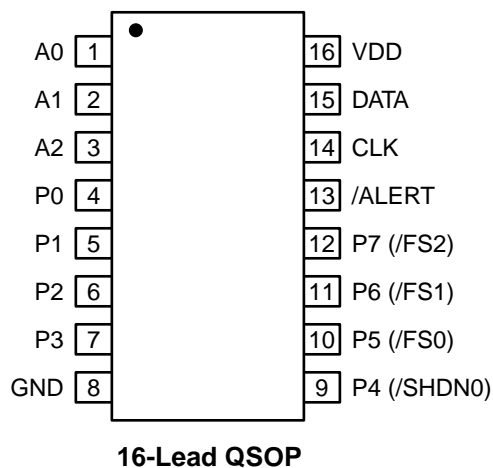 A0 1 16 VDD
A1 2 15 DATA
A2 3 14 CLK
P0 4 13 /ALERT
P1 5 12 P7 (/FS2)
P2 6 11 P6 (/FS1)
P3 7 10 P5 (/FS0)
GND 8 9 P4 (/SHDN0)
16-Lead QSOP